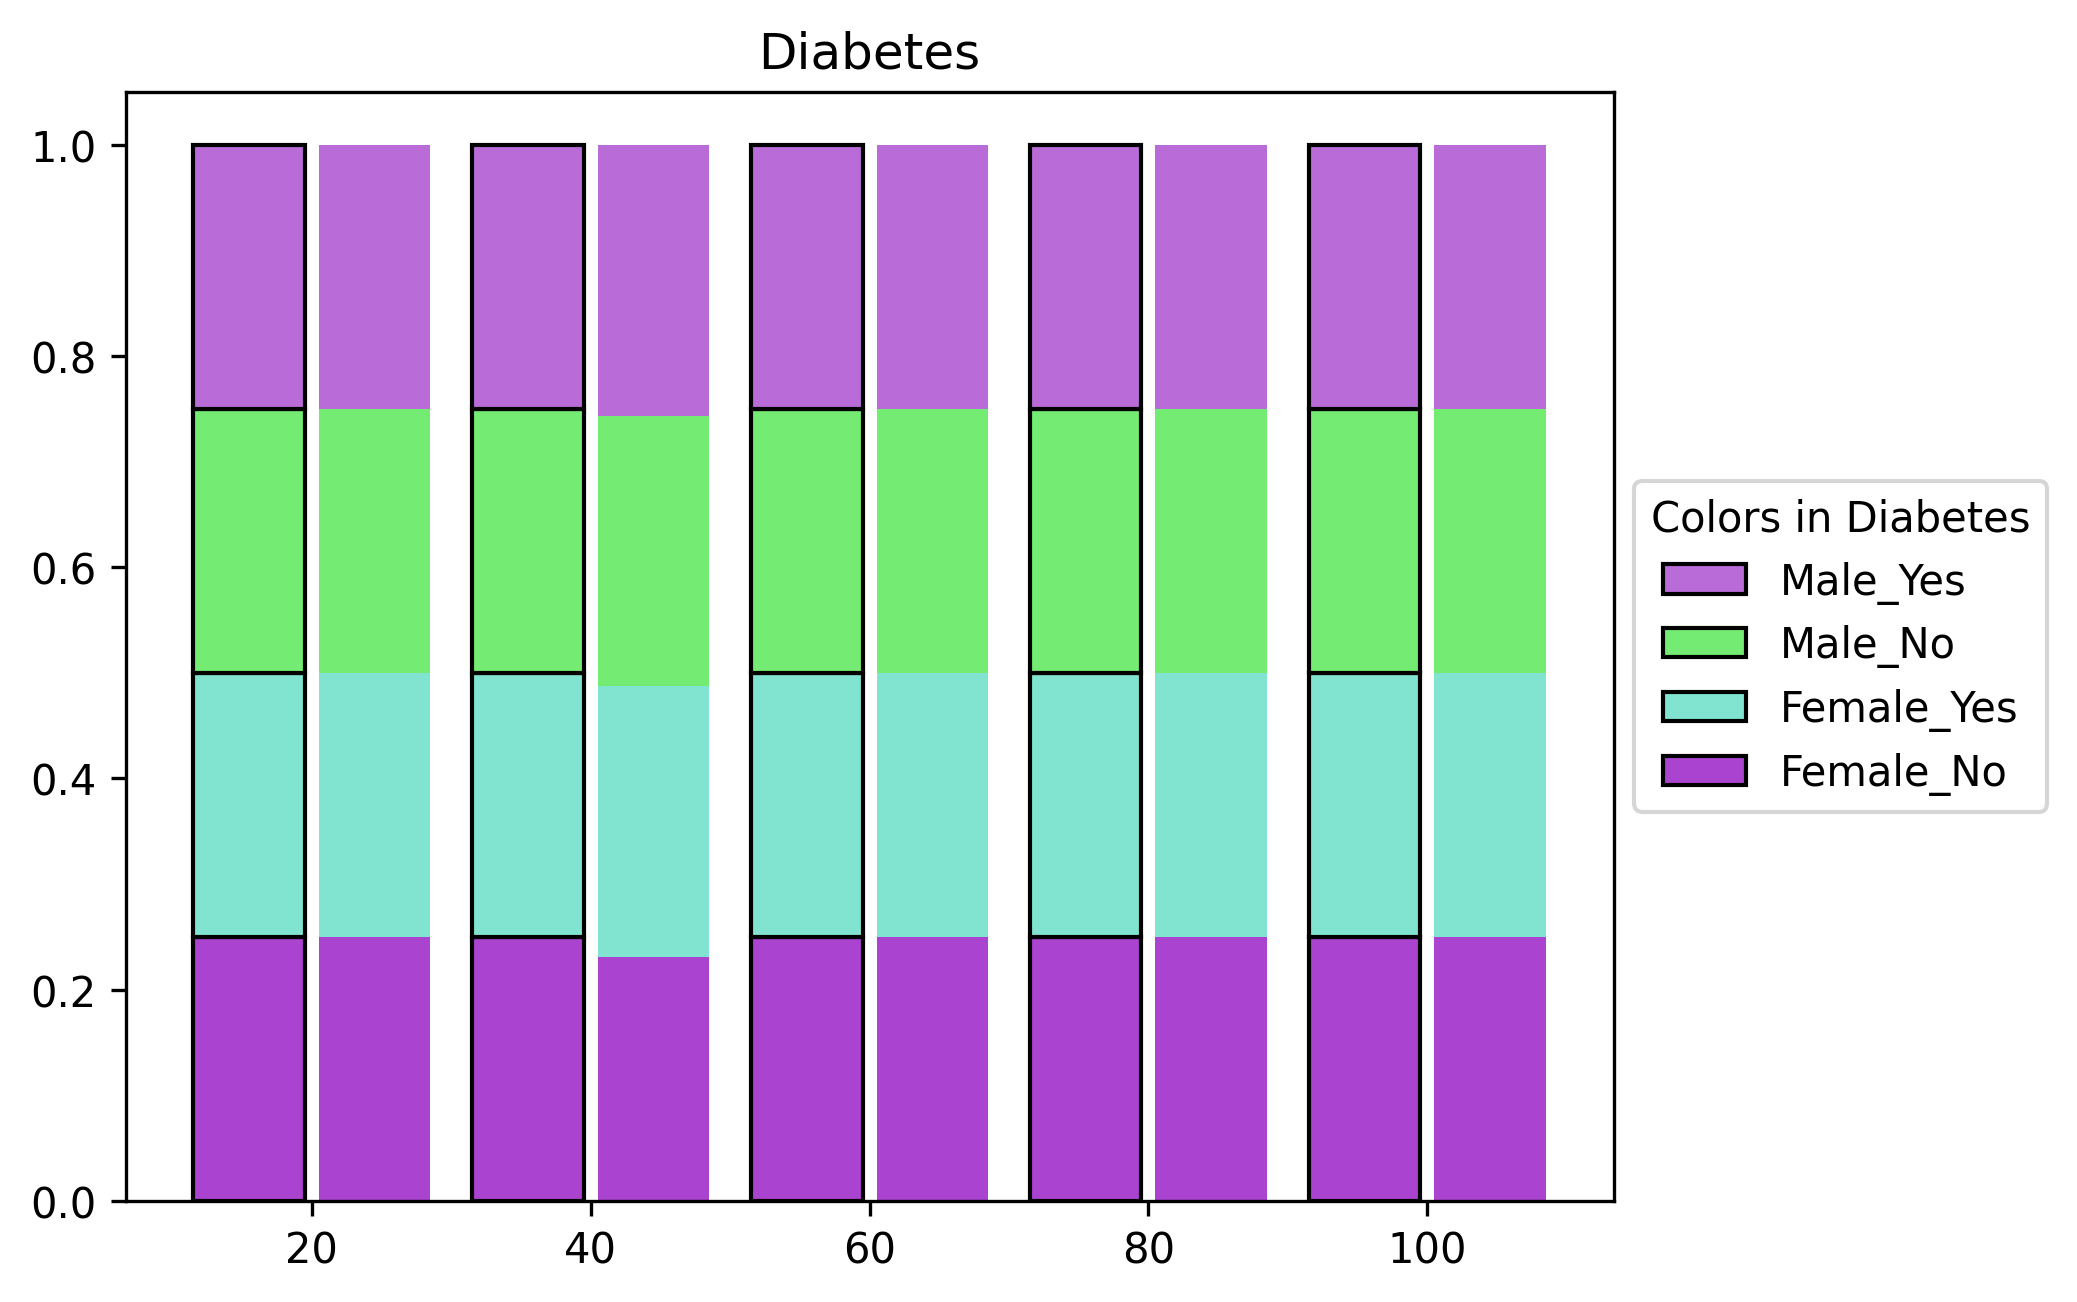 Diabetes
1.0
0.8
0.6
0.4
0.2
0.0
20 40 60 80 100
Colors in Diabetes
Male_Yes
Male_No
Female_Yes
Female_No